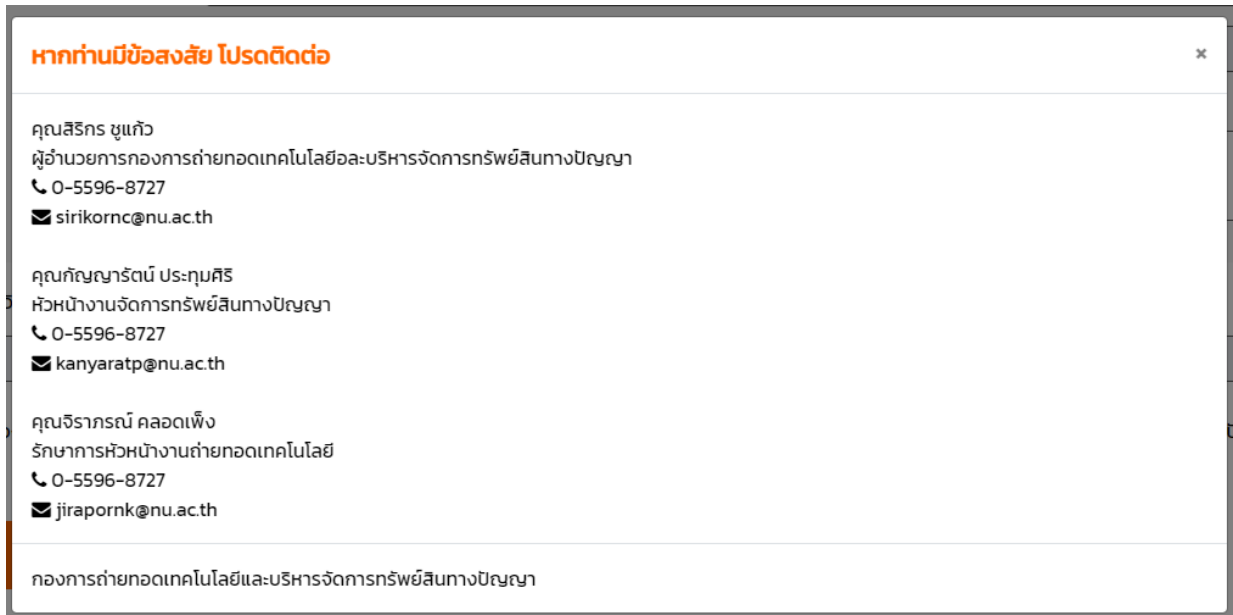 หากท่านมีข้อสงสัย โปรดติดต่อ
×
คุณสิริกร ชูแก้ว
ผู้อำนวยการกองการถ่ายทอดเทคโนโลยีอละบริหารจัดการทรัพย์สินทางปัญญา
0-5596-8727
sirikornc@nu.ac.th
คุณกัญญารัตน์ ประทุมศิริ
หัวหน้างานจัดการทรัพย์สินทางปัญญา
0-5596-8727
kanyaratp@nu.ac.th
คุณจิราภรณ์ คลอดเพ็ง
รักษาการหัวหน้างานถ่ายทอดเทคโนโลยี
0-5596-8727
jirapornk@nu.ac.th
กองการถ่ายทอดเทคโนโลยีและบริหารจัดการทรัพย์สินทางปัญญา